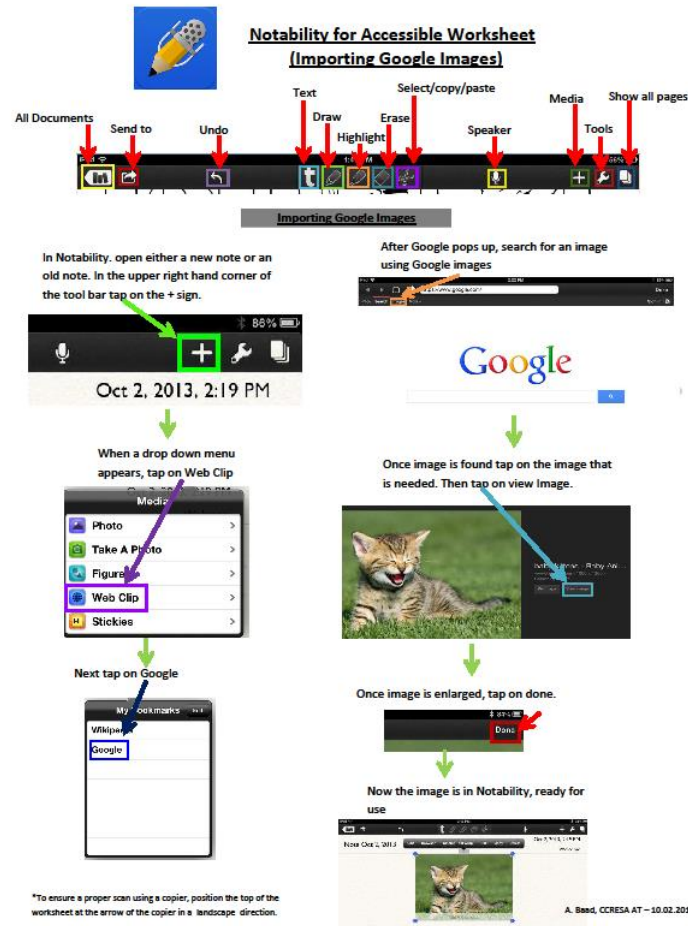 Notability for Accessible Worksheet
(Importing Google Images)
Text
Select/copy/paste
Media
Show all pages
All Documents
Send to
Undo
Draw
Highlight
Erase
Speaker
Tools
Importing Google Images
In Notability. open either a new note or an
old note. In the upper right hand corner of
the tool bar tap on the + sign.
86%
Oct 2, 2013, 2:19 PM
When a drop down menu
appears, tap on Web Clip
Media
Photo
Take A Photo
Figure
Web Clip
Stickies
Next tap on Google
My Bookmarks
Wikipedia
Google
*To ensure a proper scan using a copier, position the top of the
worksheet at the arrow of the copier in a landscape direction.
After Google pops up, search for an image
using Google images
Google
Once image is found tap on the image that
is needed. Then tap on view Image.
Once image is enlarged, tap on done.
Done
Now the image is in Notability, ready for
use
Note Oct 2, 2013
A. Baad, CCRESA AT – 10.02.201